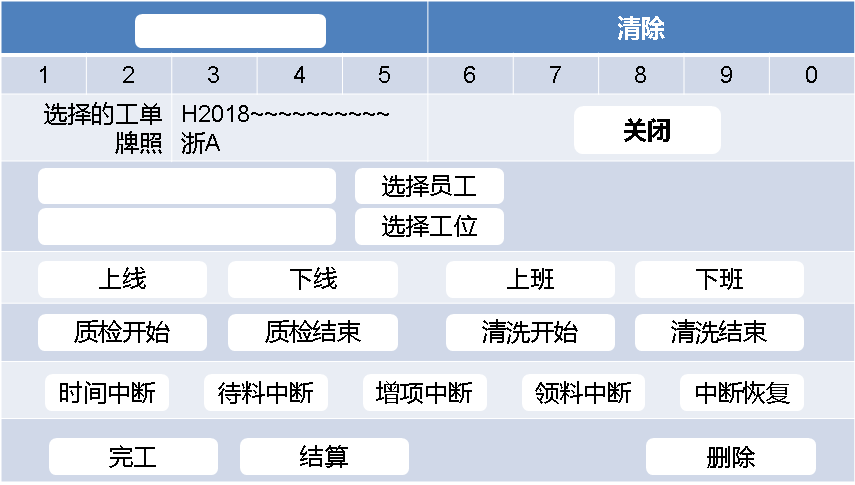 清除
1 2 3 4 5 6 7 8 9 0
选择的工单 H2018~~~~~~~~~~
牌照 浙A
关闭
选择员工
选择工位
上线 下线 上班 下班
质检开始 质检结束 清洗开始 清洗结束
时间中断 待料中断 增项中断 领料中断 中断恢复
完工 结算 删除